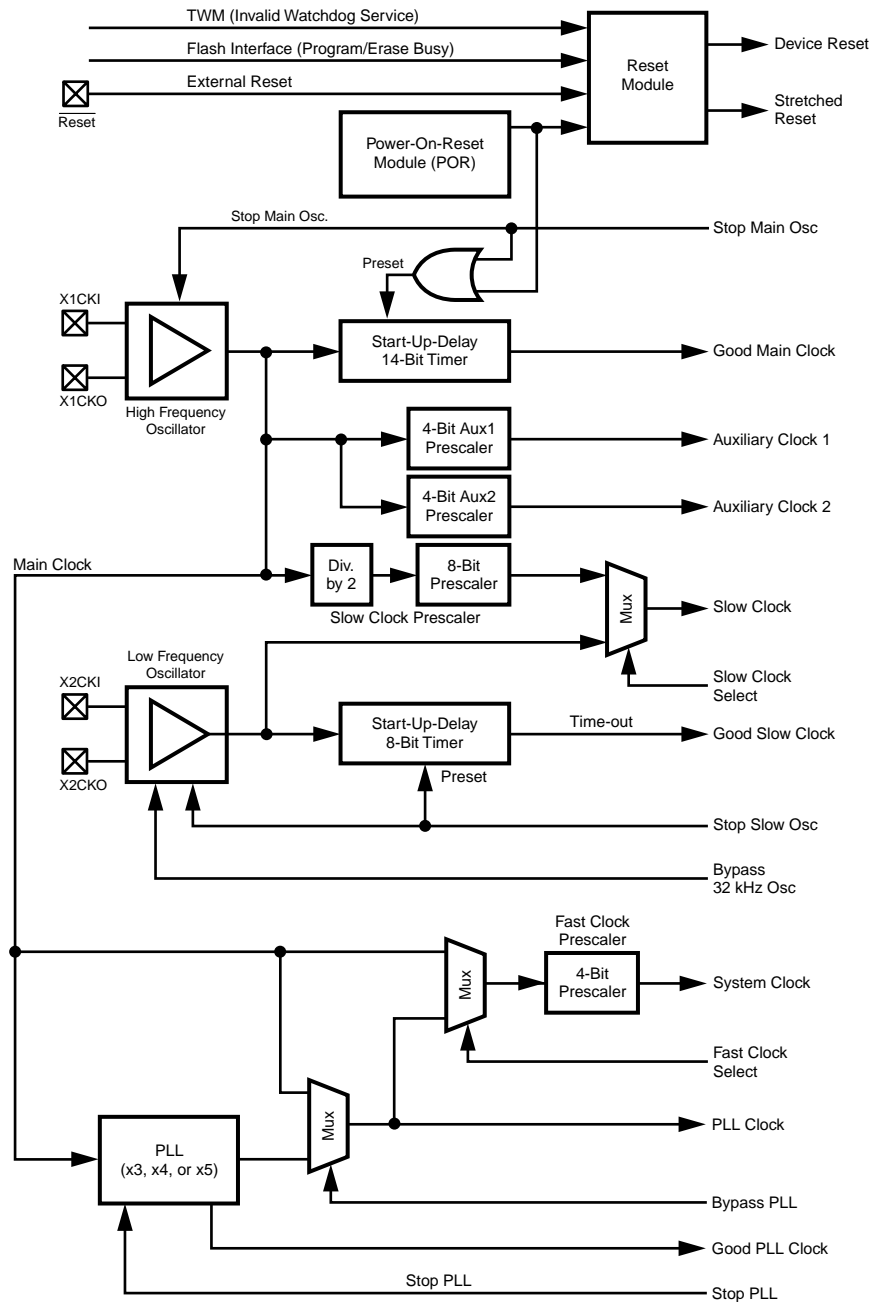 TWM (Invalid Watchdog Service)
Flash Interface (Program/Erase Busy)
External Reset
Reset
Reset
Module
Device Reset
Stretched
Reset
Power-On-Reset
Module (POR)
Stop Main Osc.
Stop Main Osc
Preset
X1CKI
X1CKO
High Frequency
Oscillator
Start-Up-Delay
14-Bit Timer
Good Main Clock
4-Bit Aux1
Prescaler
Auxiliary Clock 1
4-Bit Aux2
Prescaler
Auxiliary Clock 2
Main Clock
Div.
by 2
8-Bit
Prescaler
Slow Clock Prescaler
Mux
Slow Clock
Slow Clock
Select
Low Frequency
Oscillator
X2CKI
X2CKO
Start-Up-Delay
8-Bit Timer
Time-out
Good Slow Clock
Preset
Stop Slow Osc
Bypass
32 kHz Osc
Fast Clock
Prescaler
Mux
4-Bit
Prescaler
System Clock
Fast Clock
Select
Mux
PLL Clock
PLL
(x3, x4, or x5)
Bypass PLL
Good PLL Clock
Stop PLL
Stop PLL